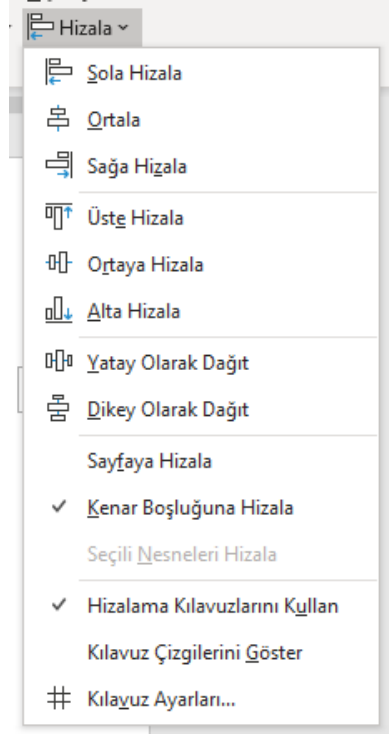 Hizala
Sola Hizala
Ortala
Sağa Hizala
Üste Hizala
Ortaya Hizala
Alta Hizala
Yatay Olarak Dağıt
Dikey Olarak Dağıt
Sayfaya Hizala
Kenar Boşluğuna Hizala
Seçili Nesneleri Hizala
Hizalama Kılavuzlarını Kullan
Kılavuz Çizgilerini Göster
Kılavuz Ayarları...